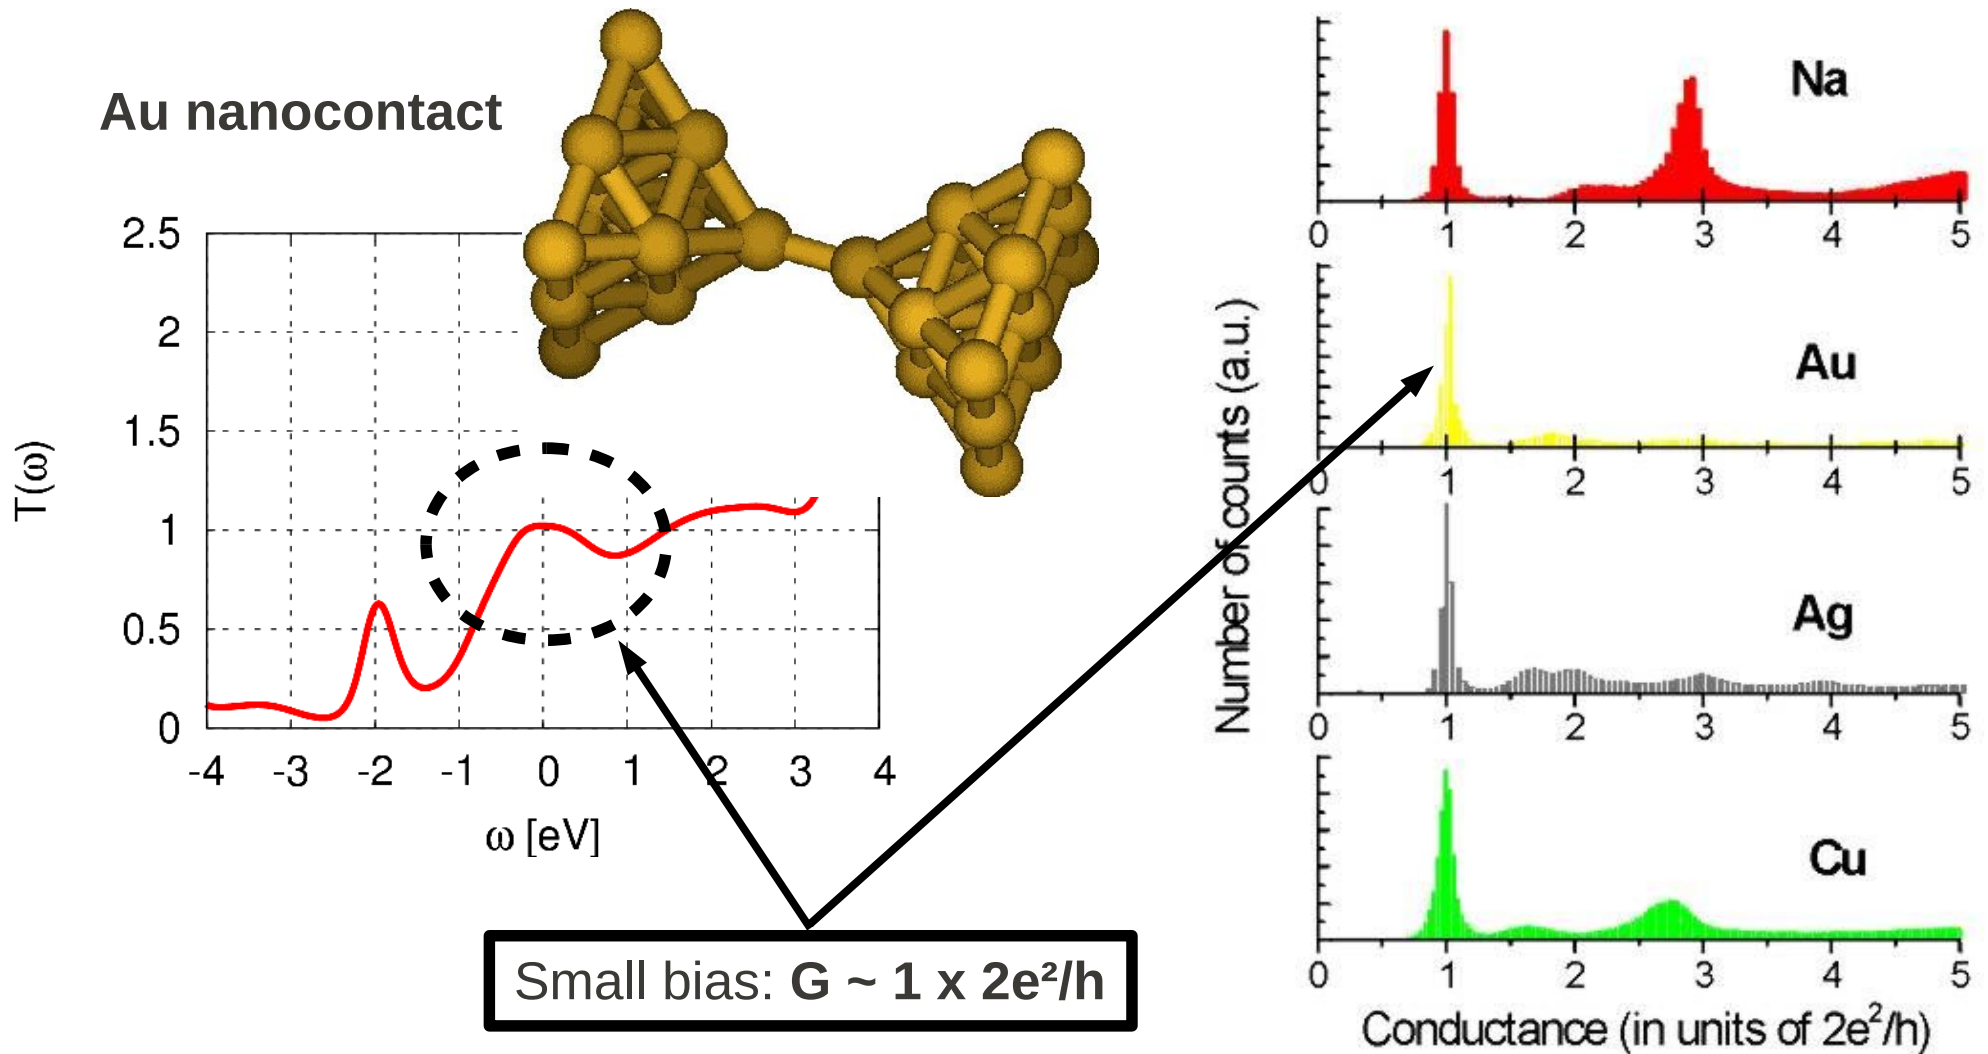 Au nanocontact
2.5
2
1.5
1
0.5
0
T(ω)
-4 -3 -2 -1 0 1 2 3 4
ω [eV]
Small bias: G ~ 1 x 2e²/h
Number of counts (a.u.)
Na
0 1 2 3 4 5
Au
0 1 2 3 4 5
Ag
0 1 2 3 4 5
Cu
0 1 2 3 4 5
Conductance (in units of 2e²/h)